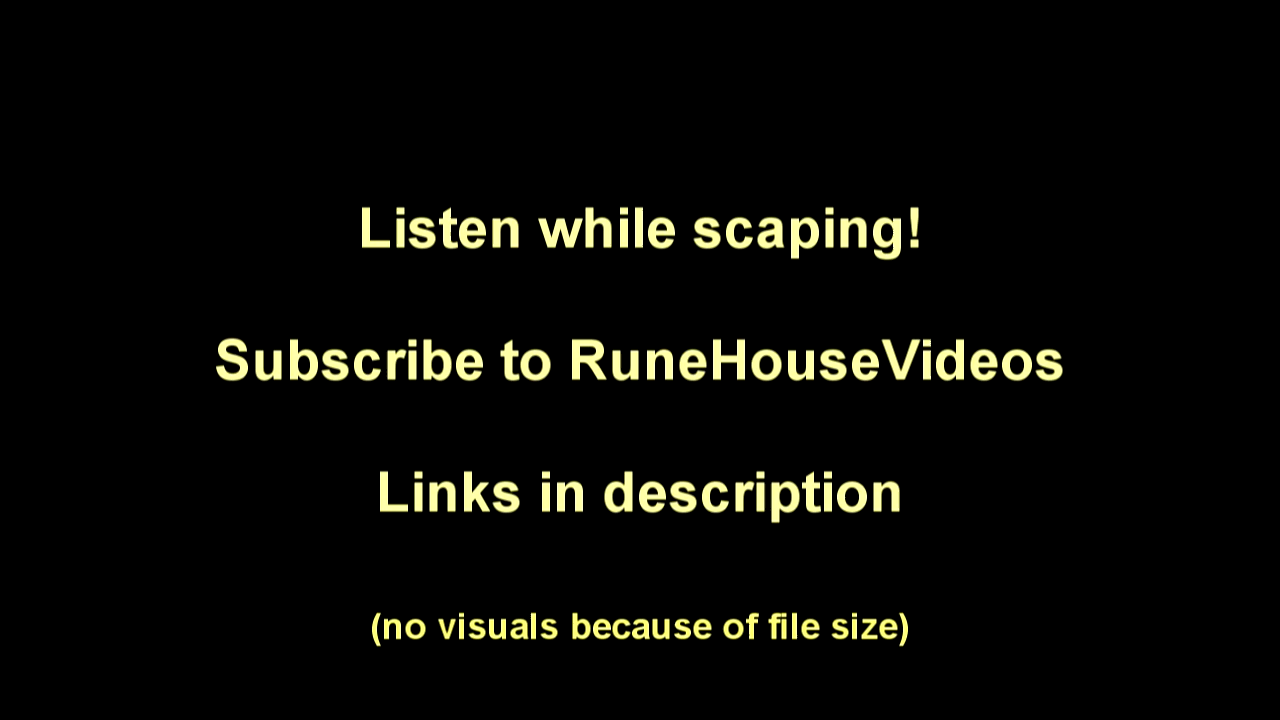 Listen while scaping!
Subscribe to RuneHouseVideos
Links in description
(no visuals because of file size)